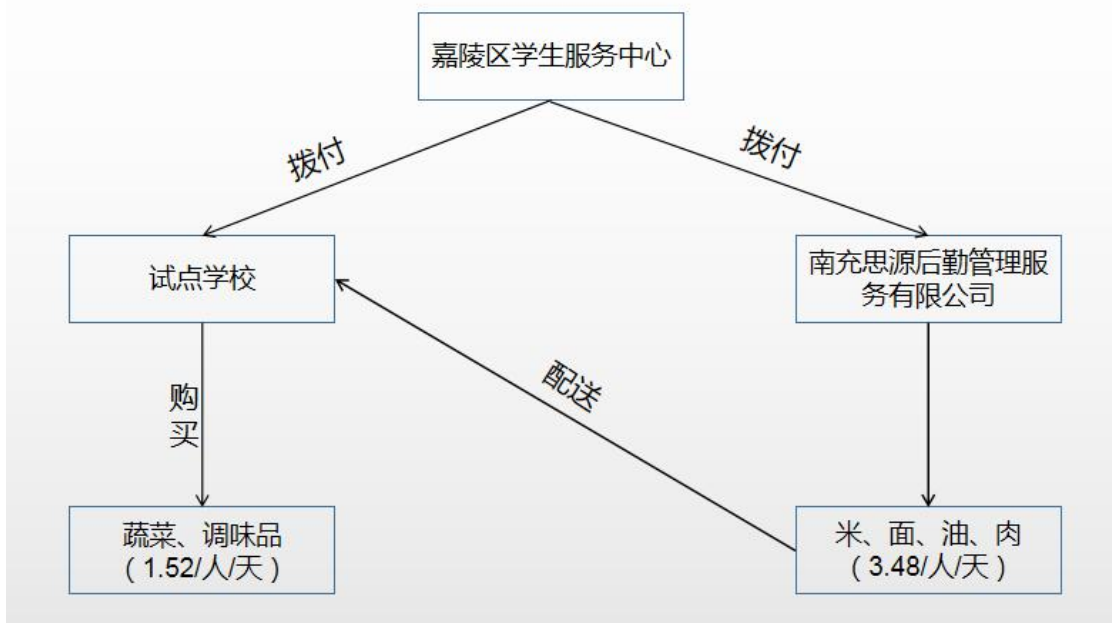 嘉陵区学生服务中心
拨付
拨付
试点学校
南充思源后勤管理服
务有限公司
配送
购
买
蔬菜、调味品
（1.52/人/天）
米、面、油、肉
（3.48/人/天）